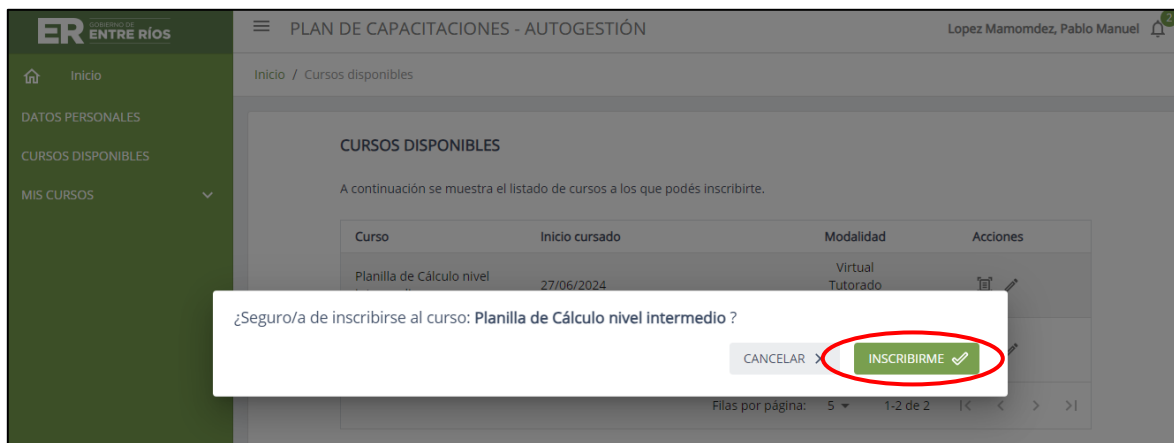 ER GOBIERNO DE
ENTRE RÍOS
PLAN DE CAPACITACIONES - AUTOGESTIÓN
Lopez Mamomdez, Pablo Manuel
2
Inicio
Inicio / Cursos disponibles
DATOS PERSONALES
CURSOS DISPONIBLES
MIS CURSOS
CURSOS DISPONIBLES
A continuación se muestra el listado de cursos a los que podés inscribirte.
Curso Inicio cursado Modalidad Acciones
Planilla de Cálculo nivel
27/06/2024
Virtual
Tutorado
¿Seguro/a de inscribirse al curso: Planilla de Cálculo nivel intermedio ?
CANCELAR
INSCRIBIRME
Filas por página: 5 1-2 de 2